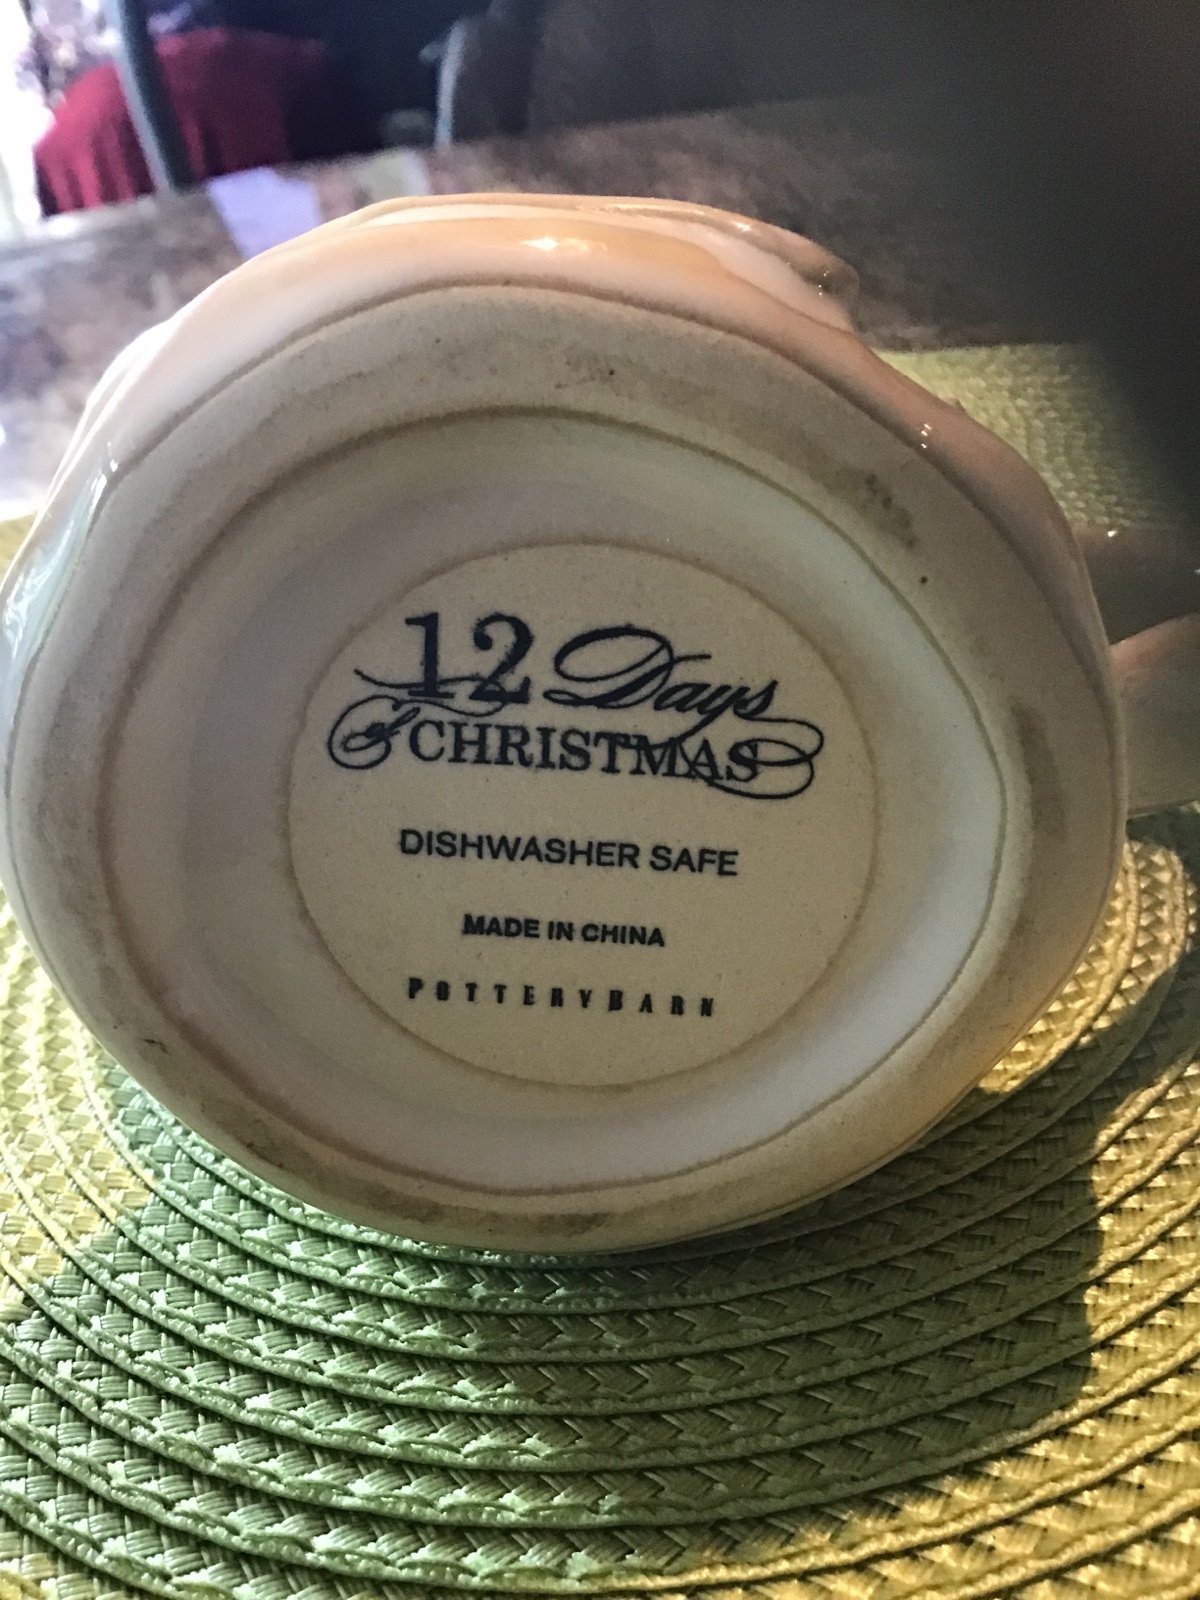 12 Days
of CHRISTMAS
DISHWASHER SAFE
MADE IN CHINA
POTTERYBARN